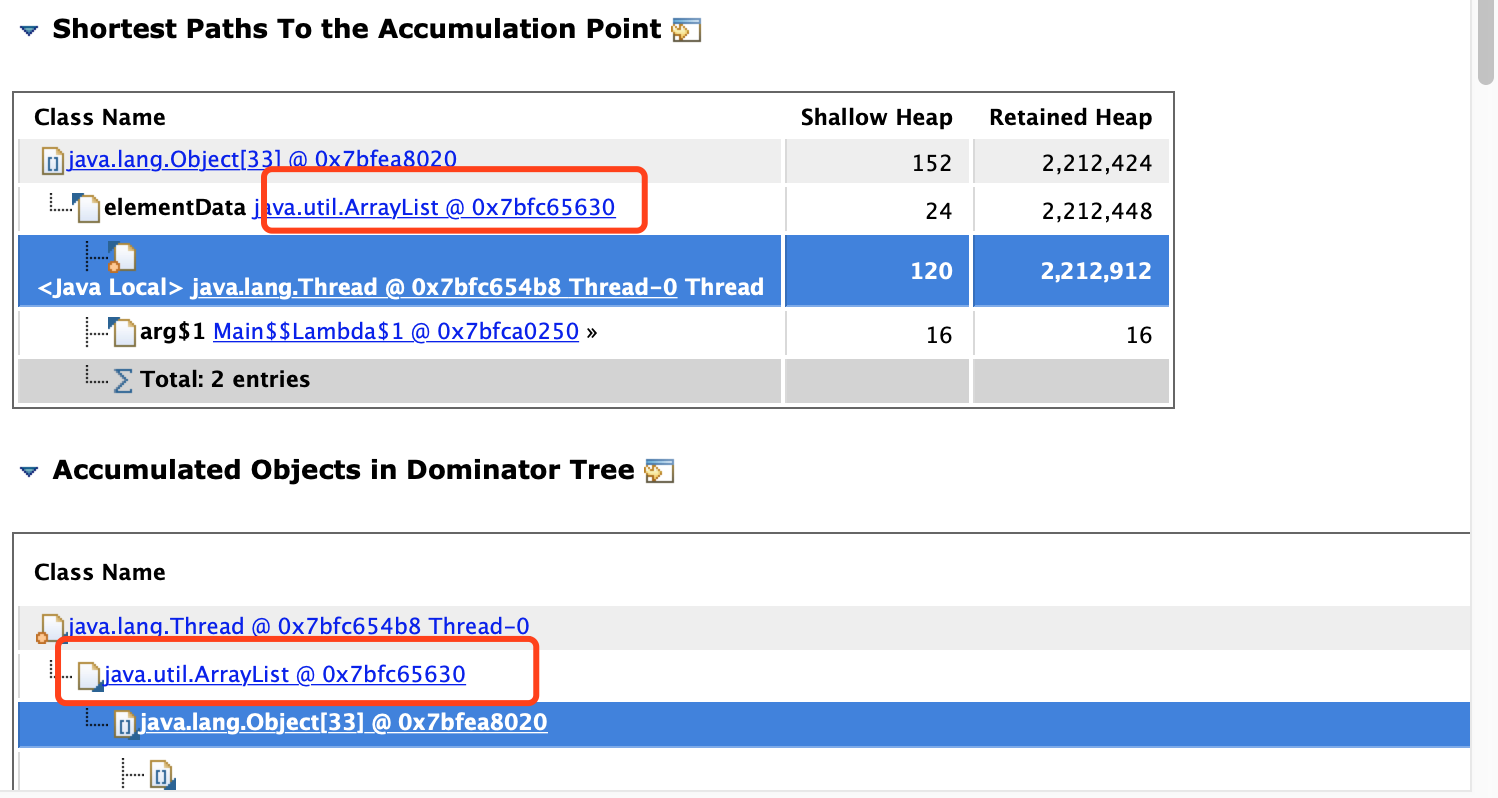 Shortest Paths To the Accumulation Point
Class Name Shallow Heap Retained Heap
java.lang.Object[33] @ 0x7bfea8020 152 2,212,424
elementData java.util.ArrayList @ 0x7bfc65630 24 2,212,448
<Java Local> java.lang.Thread @ 0x7bfc654b8 Thread-0 Thread 120 2,212,912
arg$1 Main$$Lambda$1 @ 0x7bfca0250 » 16 16
Total: 2 entries
Accumulated Objects in Dominator Tree
Class Name
java.lang.Thread @ 0x7bfc654b8 Thread-0
java.util.ArrayList @ 0x7bfc65630
java.lang.Object[33] @ 0x7bfea8020